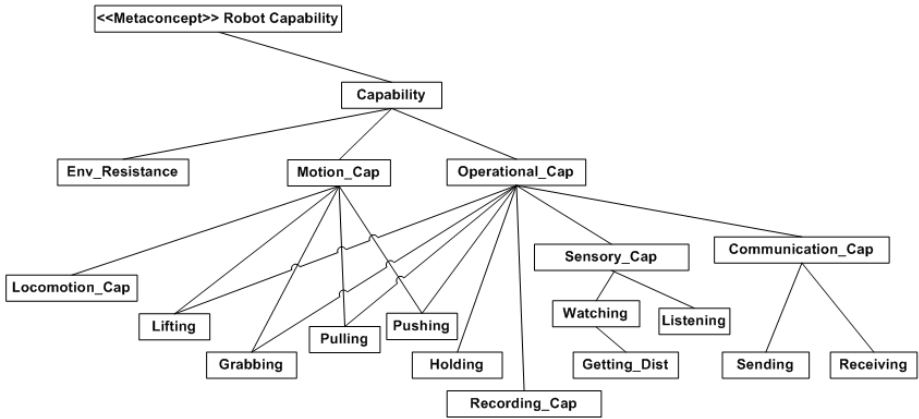 <<Metaconcept>> Robot Capability
Capability
Env_Resistance
Motion_Cap
Operational_Cap
Sensory_Cap
Communication_Cap
Locomotion_Cap
Lifting
Grabbing
Pulling
Pushing
Holding
Recording_Cap
Watching
Listening
Getting_Dist
Sending
Receiving